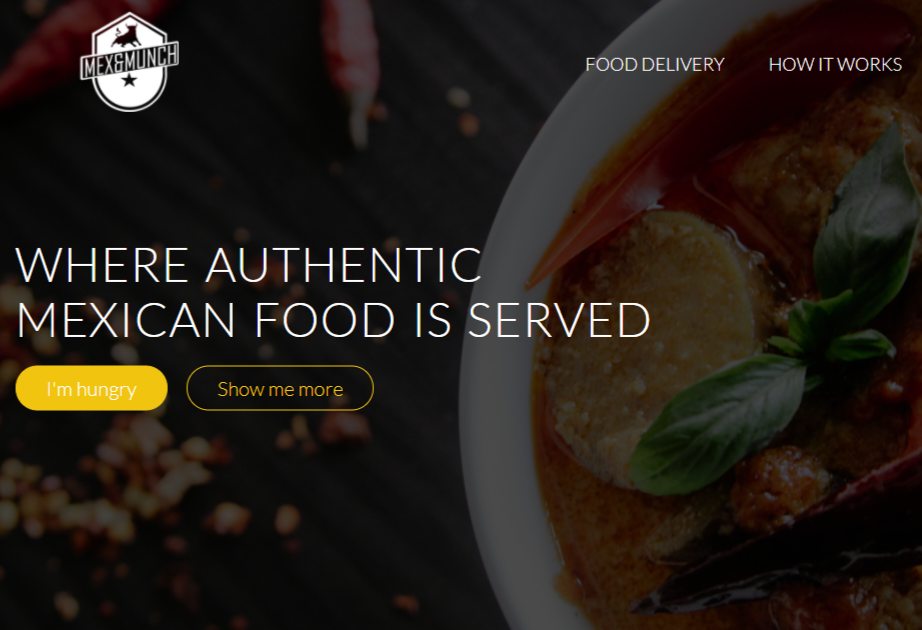 MEX&MUNCH
FOOD DELIVERY
HOW IT WORKS
WHERE AUTHENTIC
MEXICAN FOOD IS SERVED
I'm hungry
Show me more